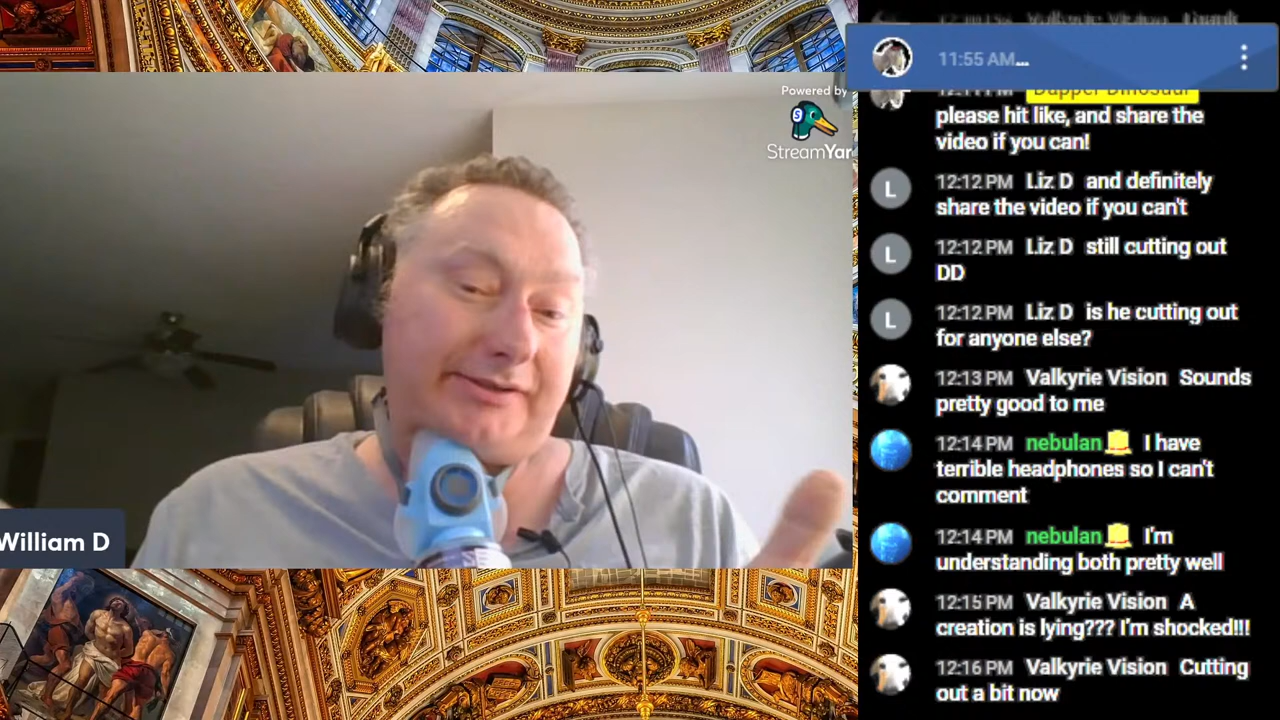 Powered by
StreamYar
William D
11:55 AM...
Dapper Dinosaur
please hit like, and share the
video if you can!
L
12:12 PM Liz D and definitely
share the video if you can't
L
12:12 PM Liz D still cutting out
DD
L
12:12 PM Liz D is he cutting out
for anyone else?
12:13 PM Valkyrie Vision Sounds
pretty good to me
12:14 PM nebulan I have
terrible headphones so I can't
comment
12:14 PM nebulan I'm
understanding both pretty well
12:15 PM Valkyrie Vision A
creation is lying??? I'm shocked!!!
12:16 PM Valkyrie Vision Cutting
out a bit now